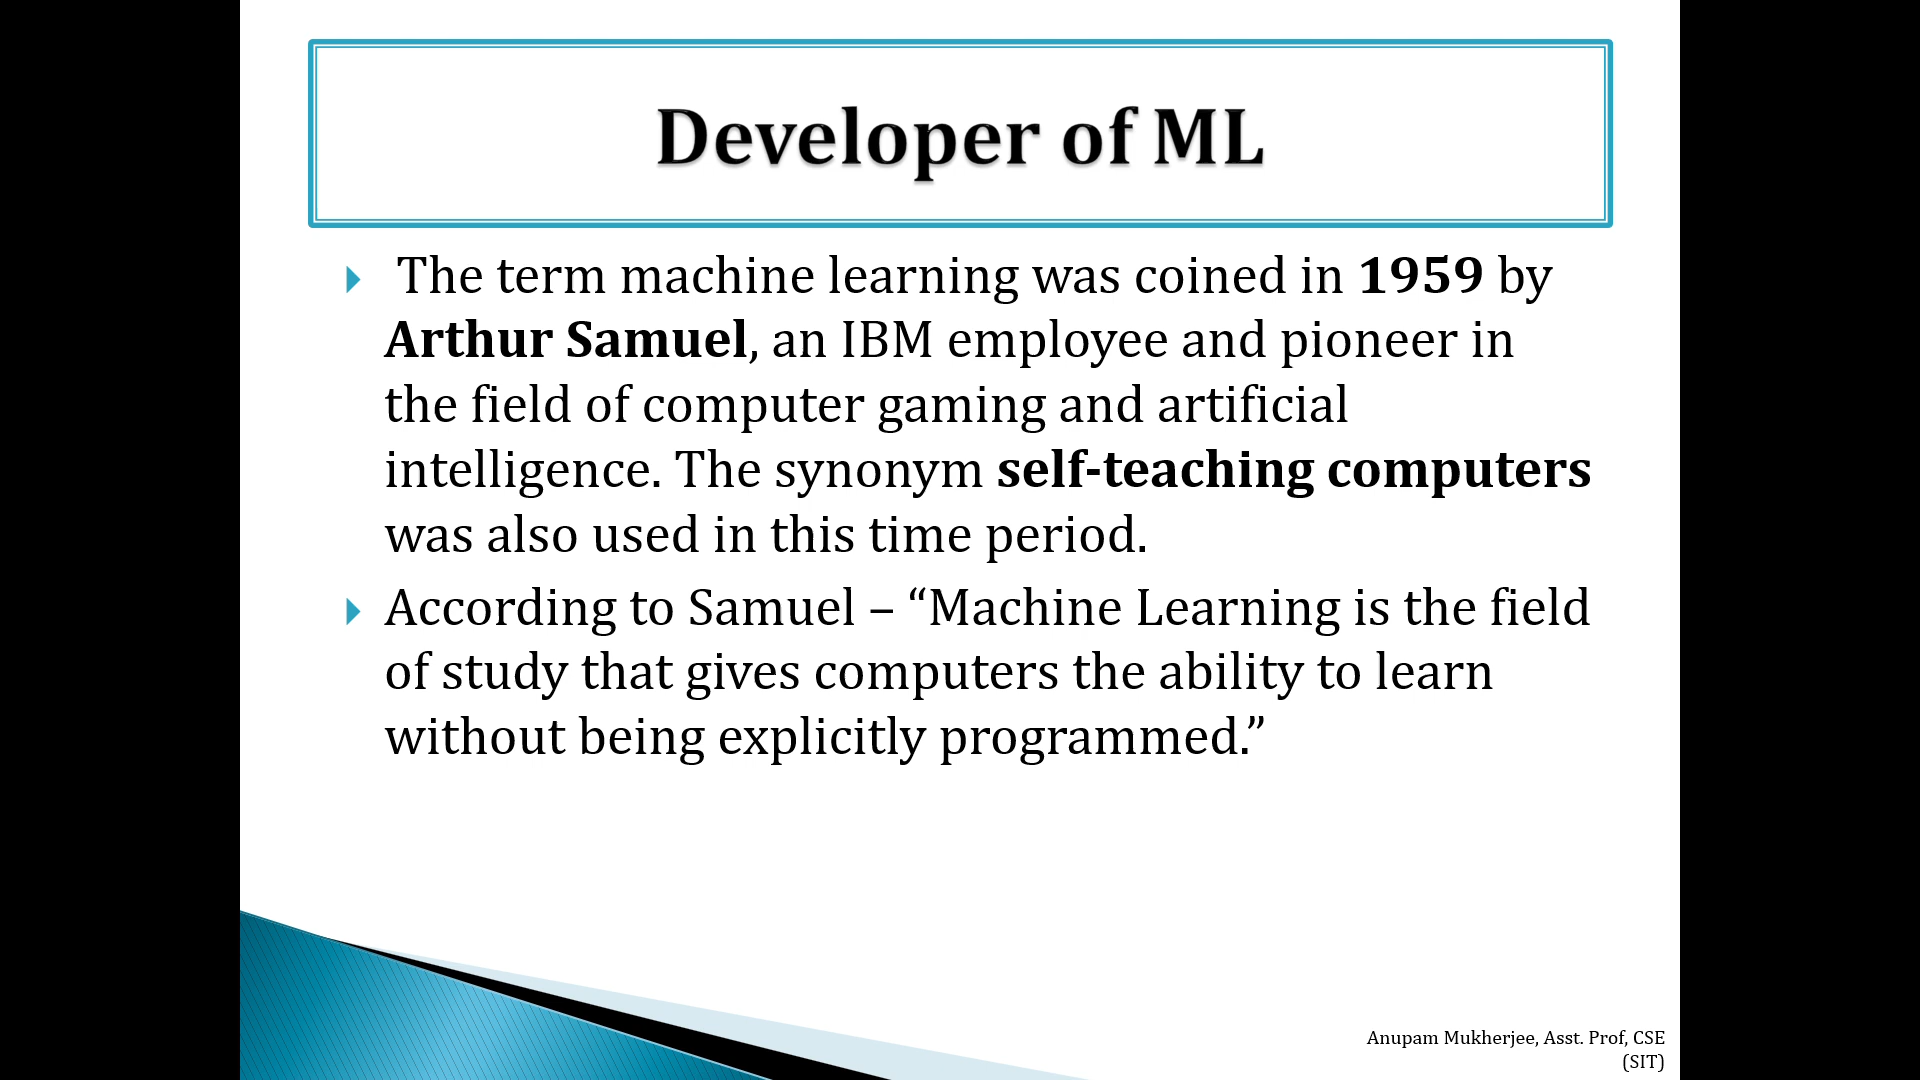 Developer of ML
The term machine learning was coined in 1959 by
Arthur Samuel, an IBM employee and pioneer in
the field of computer gaming and artificial
intelligence. The synonym self-teaching computers
was also used in this time period.
According to Samuel – “Machine Learning is the field
of study that gives computers the ability to learn
without being explicitly programmed.”
Anupam Mukherjee, Asst. Prof, CSE
(SIT)